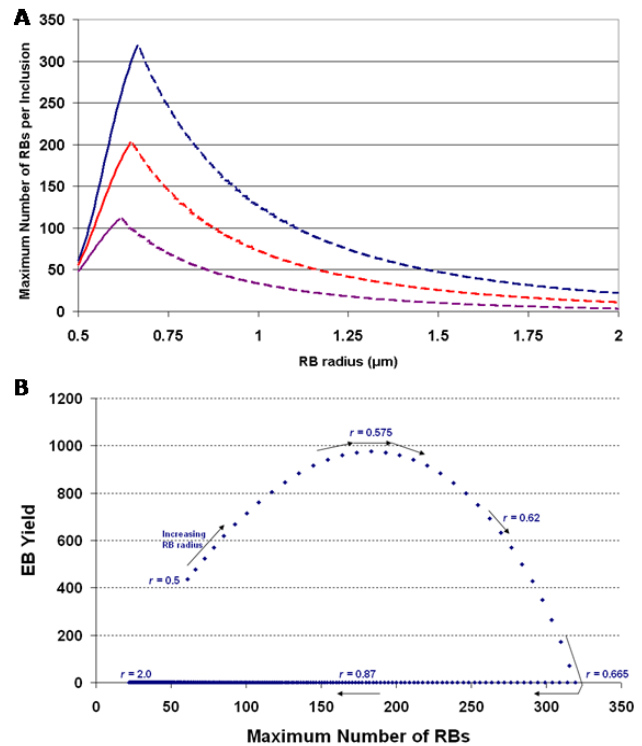 A
Maximum Number of RBs per Inclusion
350
300
250
200
150
100
50
0
0.5
0.75
1
1.25
1.5
1.75
2
RB radius (µm)
B
EB Yield
1200
1000
800
600
400
200
0
r = 0.575
r = 0.62
Increasing
RB radius
r = 0.5
r = 2.0
r = 0.87
r = 0.665
0
50
100
150
200
250
300
350
Maximum Number of RBs